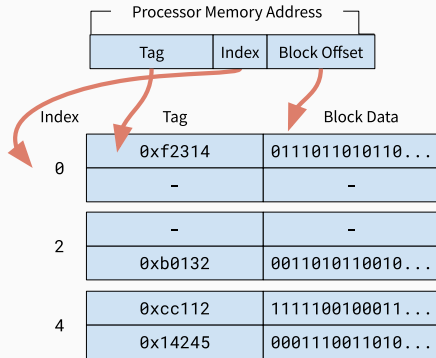 Processor Memory Address
Tag Index Block Offset
Index Tag Block Data
0xf2314 0111011010110...
0
- -
- -
2
0xb0132 0011010110010...
0xcc112 1111100100011...
4
0x14245 0001110011010...